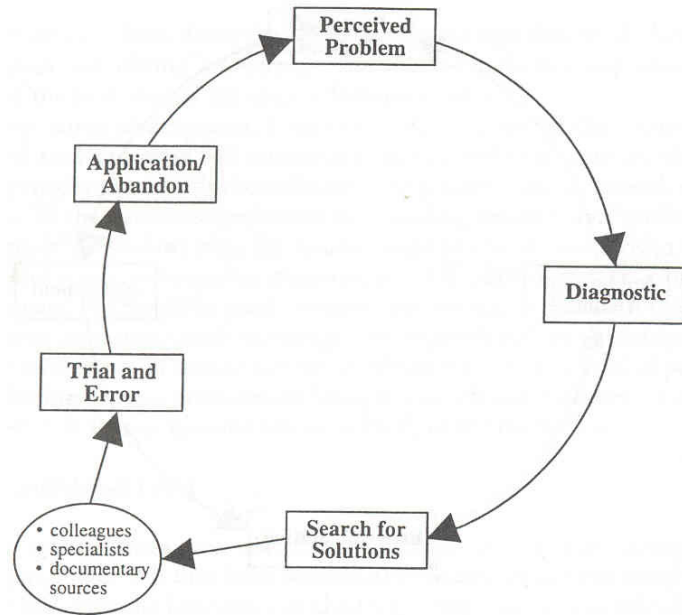 Perceived
Problem
Diagnostic
Search for
Solutions
• colleagues
• specialists
• documentary
sources
Trial and
Error
Application/
Abandon